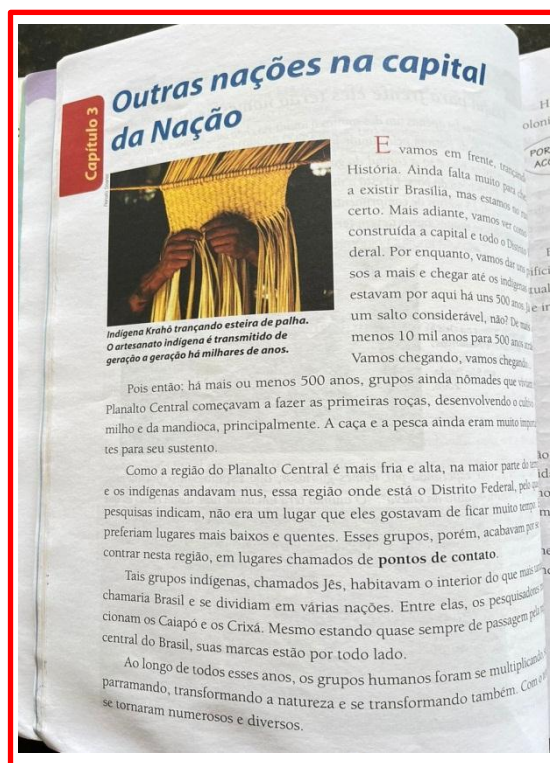 Capítulo 3
Outras nações na capital
da Nação
Indígena Krahô trançando esteira de palha.
O artesanato indígena é transmitido de
geração a geração há milhares de anos.
E vamos em frente, trançando
História. Ainda falta muito para
a existir Brasília, mas estamos no
certo. Mais adiante, vamos ver como
construída a capital e todo o
deral. Por enquanto, vamos dar uns
sos a mais e chegar até os indígenas
estavam por aqui há uns 500 anos.
um salto considerável, não? De mais
menos 10 mil anos para 500 anos
Vamos chegando, vamos chegando.
Pois então: há mais ou menos 500 anos, grupos ainda nômades que
Planalto Central começavam a fazer as primeiras roças, desenvolvendo o
milho e da mandioca, principalmente. A caça e a pesca ainda eram muito
tes para seu sustento.
Como a região do Planalto Central é mais fria e alta, na maior parte do
e os indígenas andavam nus, essa região onde está o Distrito Federal, pelo
pesquisas indicam, não era um lugar que eles gostavam de ficar muito tempo.
preferiam lugares mais baixos e quentes. Esses grupos, porém, acabavam por
contrar nesta região, em lugares chamados de pontos de contato.
Tais grupos indígenas, chamados Jês, habitavam o interior do que mais
chamaria Brasil e se dividiam em várias nações. Entre elas, os pesquisadores
cionam os Caiapó e os Crixá. Mesmo estando quase sempre de passagem pela
central do Brasil, suas marcas estão por todo lado.
Ao longo de todos esses anos, os grupos humanos foram se multiplicando,
parramando, transformando a natureza e se transformando também. Com o
se tornaram numerosos e diversos.